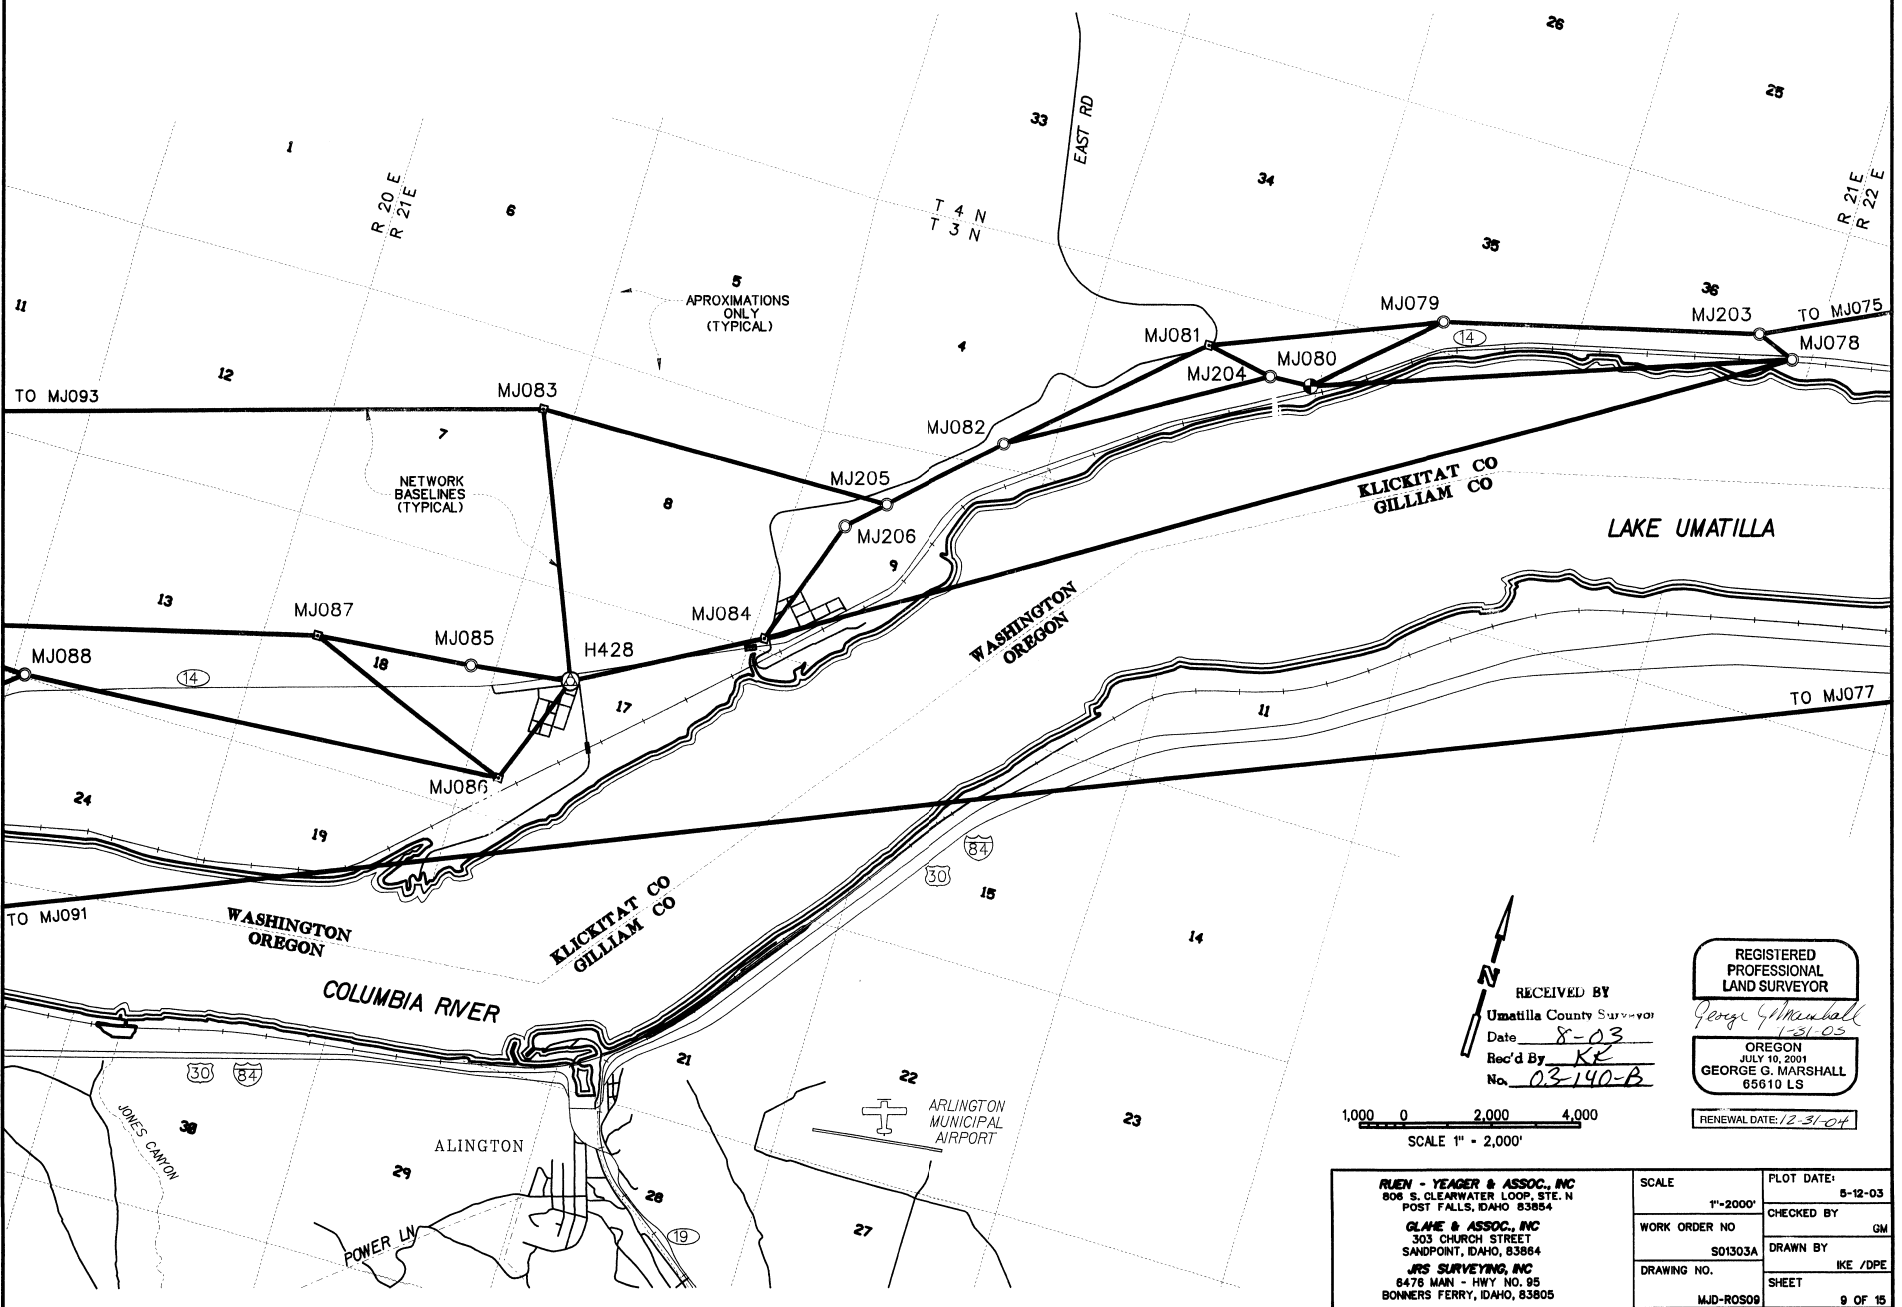 26
25
33
EAST RD
1
34
R 20 E
R 21 E
6
T 4 N
T 3 N
R 21 E
R 22 E
35
5
APROXIMATIONS
ONLY
(TYPICAL)
36
11
MJ079
MJ203
TO MJ075
14
MJ081
MJ078
4
MJ080
MJ204
12
TO MJ093
MJ083
7
MJ082
NETWORK
BASELINES
(TYPICAL)
MJ205
KLICKITAT CO
GILLIAM CO
8
MJ206
LAKE UMATILLA
9
13
MJ087
MJ084
WASHINGTON
OREGON
MJ085
H428
MJ088
18
14
17
11
TO MJ077
MJ086
24
19
84
30
15
TO MJ091
WASHINGTON
OREGON
KLICKITAT CO
GILLIAM CO
14
COLUMBIA RIVER
N
RECEIVED BY
Umatilla County Surveyor
Date 8-03
Rec'd By KK
No. 03-140-B
REGISTERED
PROFESSIONAL
LAND SURVEYOR
George G Marshall
1-31-05
OREGON
JULY 10, 2001
GEORGE G. MARSHALL
65610 LS
RENEWAL DATE: 12-31-04
21
30
84
22
JONES CANYON
30
ARLINGTON
MUNICIPAL
AIRPORT
23
1,000 0 2,000 4,000
SCALE 1" = 2,000'
ALINGTON
29
28
27
POWER LN
19
RUEN - YEAGER & ASSOC., INC
806 S. CLEARWATER LOOP, STE. N
POST FALLS, IDAHO 83854
GLAHE & ASSOC., INC
303 CHURCH STREET
SANDPOINT, IDAHO, 83864
JRS SURVEYING, INC
6476 MAIN - HWY NO. 95
BONNERS FERRY, IDAHO, 83805
SCALE
1"=2000'
WORK ORDER NO
S01303A
DRAWING NO.
MJD-ROS09
PLOT DATE:
5-12-03
CHECKED BY
GM
DRAWN BY
IKE /DPE
SHEET
9 OF 15